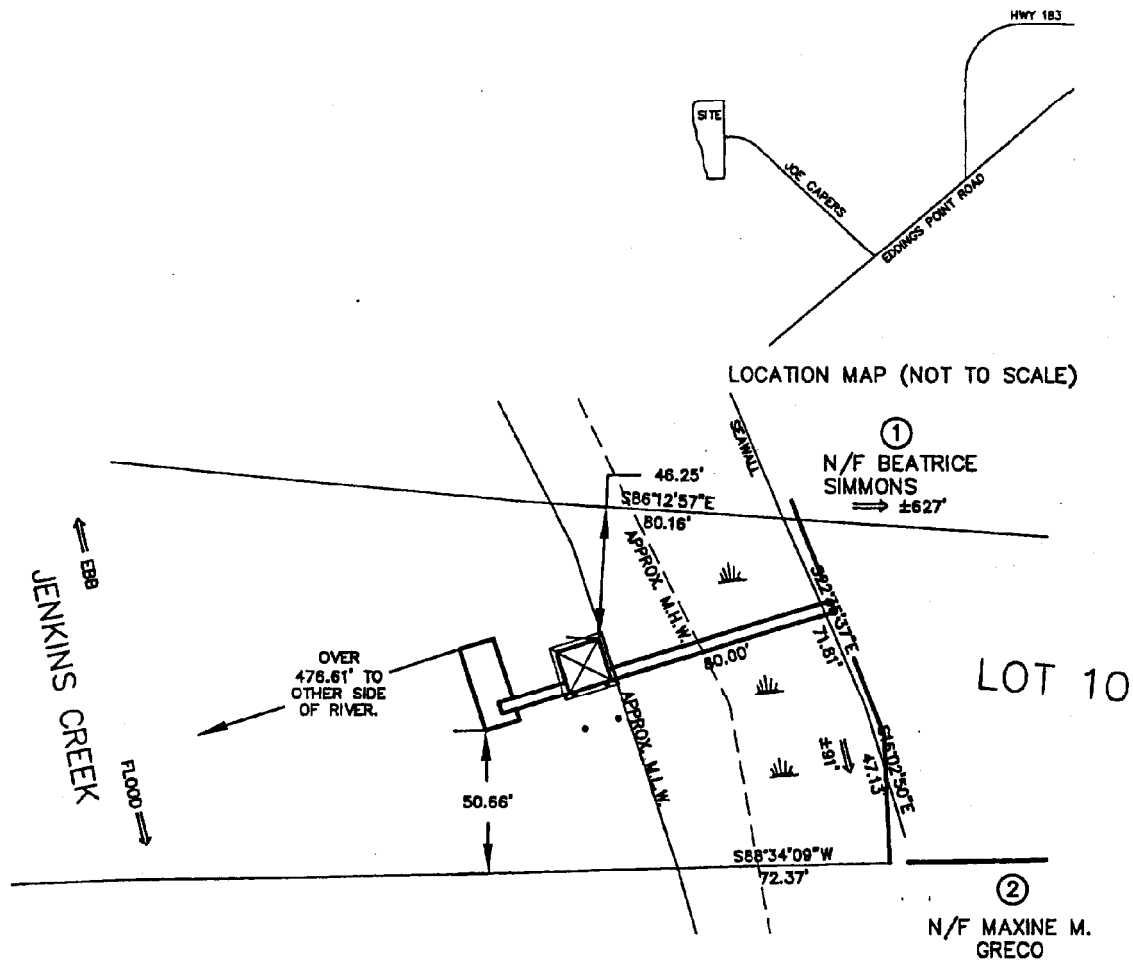 HWY 183
SITE
JOE CAPERS
EDDINGS POINT ROAD
LOCATION MAP (NOT TO SCALE)
SEAWALL
1
N/F BEATRICE
SIMMONS
±627'
46.25'
S86°12'57"E
80.16'
EBB
JENKINS CREEK
FLOOD
APPROX. M.H.W.
71.81'
80.00'
OVER
476.61' TO
OTHER SIDE
OF RIVER.
LOT 10
APPROX. M.L.W.
±91'
S16°02'50"E
47.13'
50.66'
S88°34'09"W
72.37'
2
N/F MAXINE M.
GRECO